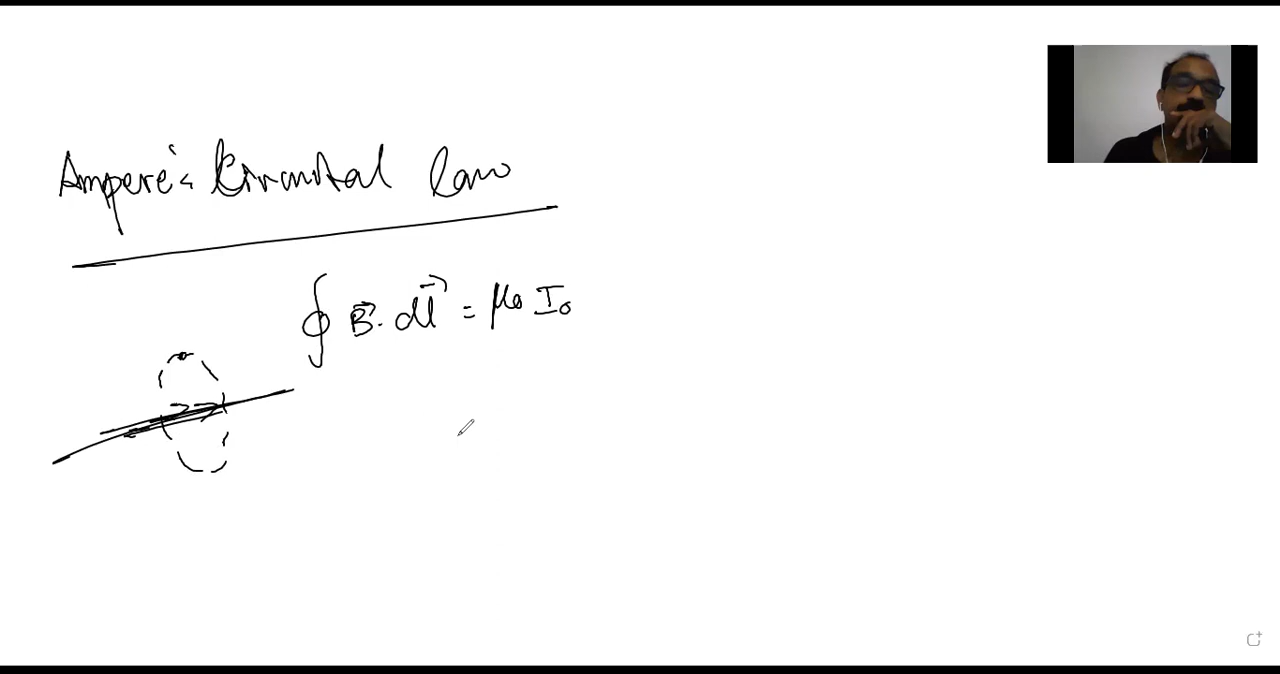 Ampere's Circuital law
∮ B⃗. dl⃗ = μ₀ I₀